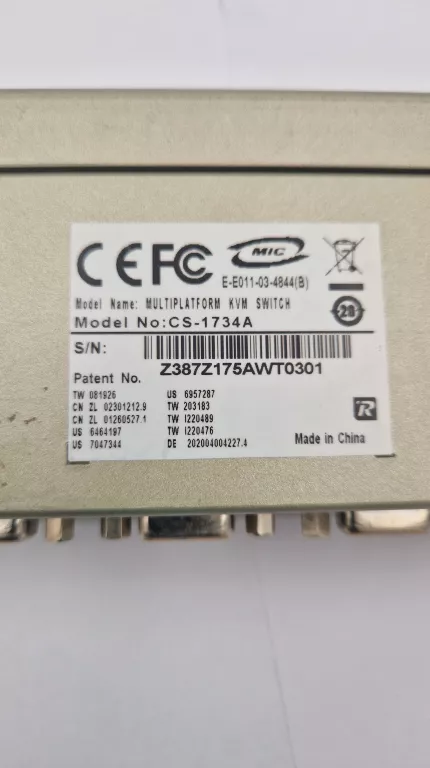 CE FC MIC
E-E011-03-4844(B)
Model Name: MULTIPLATFORM KVM SWITCH
Model No:CS-1734A
20
S/N:
Z387Z175AWT0301
Patent No.
TW 081926 US 6957287
CN ZL 02301212.9 TW 203183
CN ZL 01260527.1 TW I220489
US 6464197 TW I220476
US 7047344 DE 202004004227.4
R
Made in China